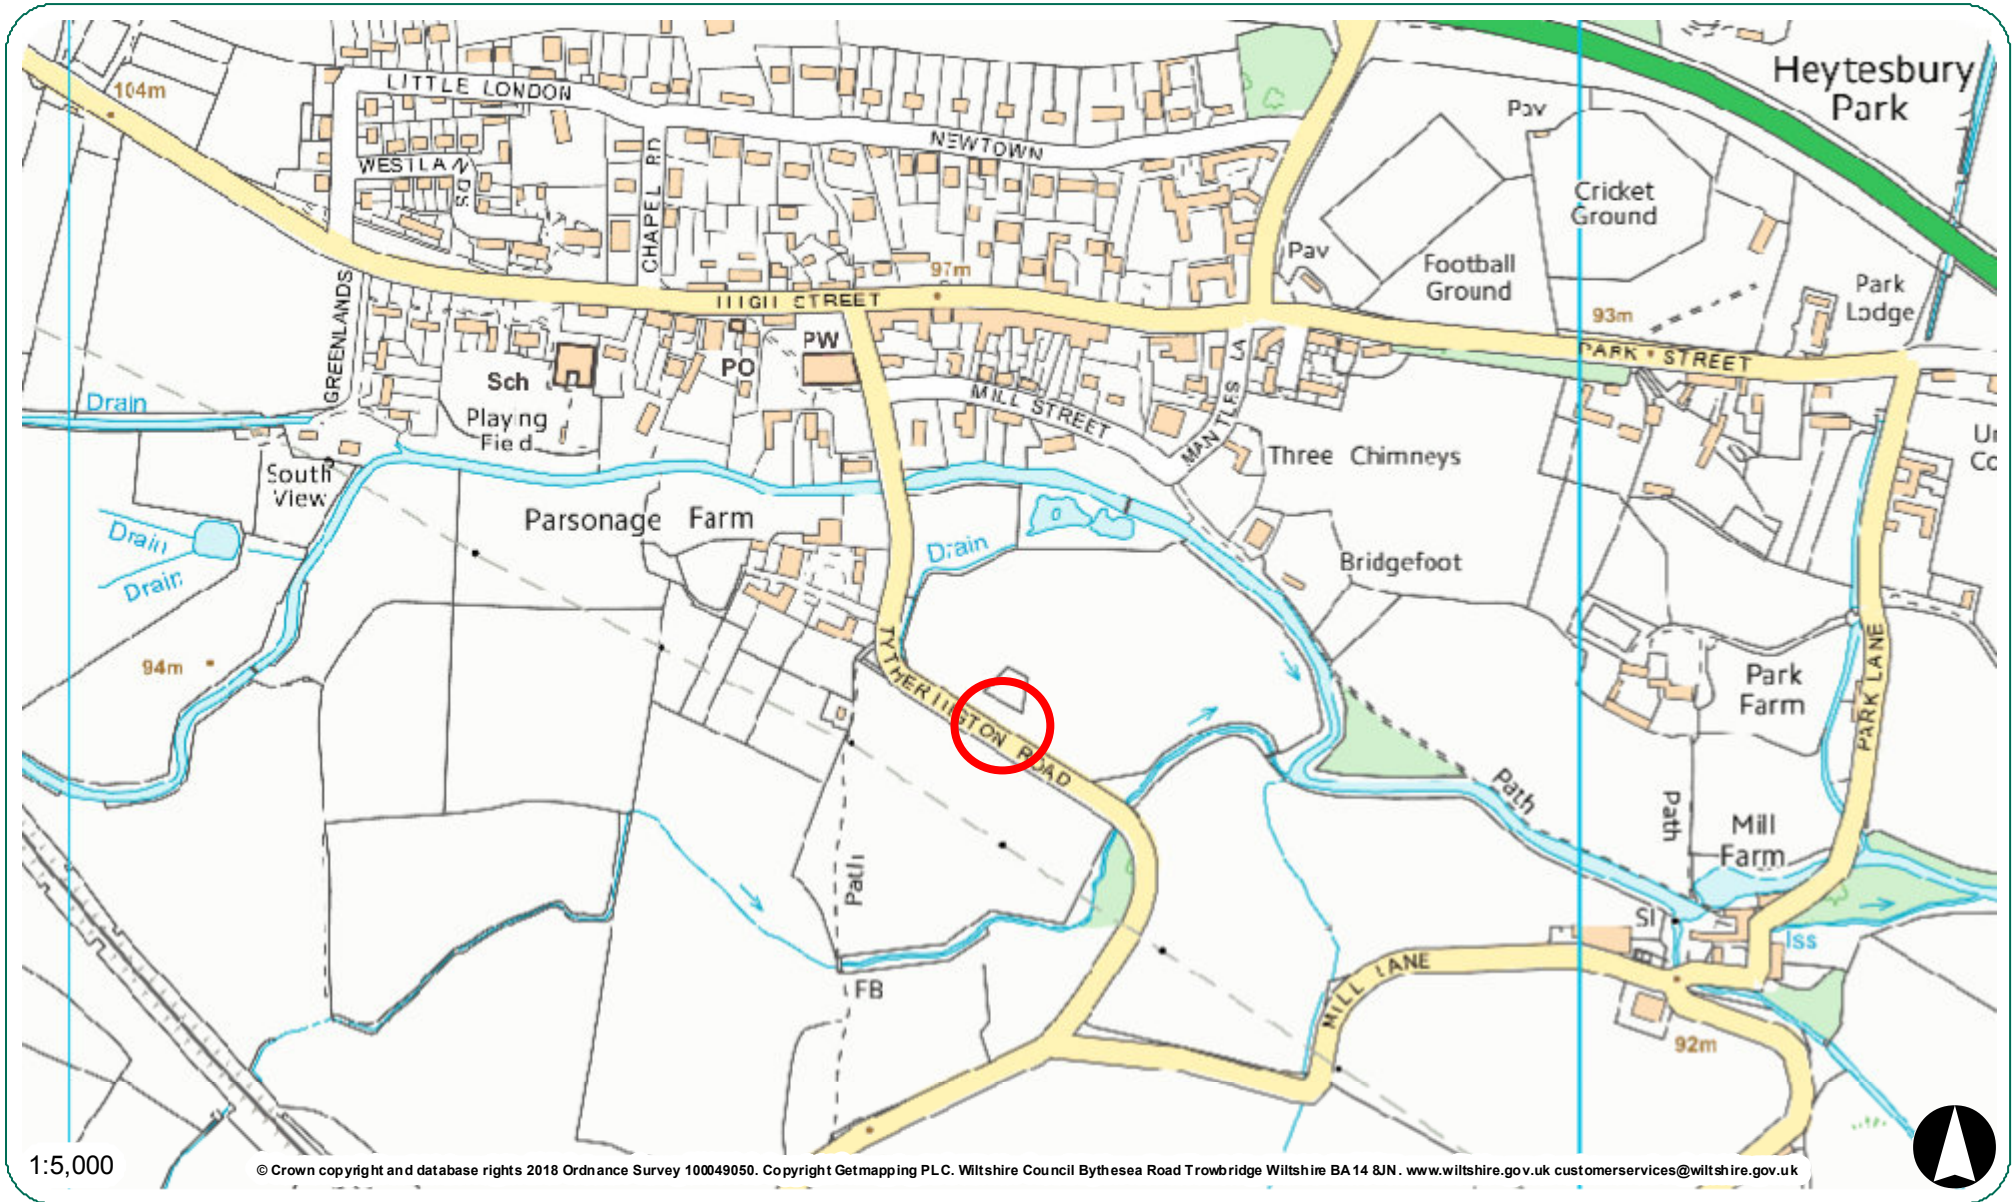 Heytesbury
Park
104m
LITTLE LONDON
Pav
NEWTOWN
WESTLANDS
CHAPEL RD
Cricket
Ground
Pav
Football
Ground
97m
HIGH STREET
GREENLANDS
Park
Lodge
93m
PARK STREET
PW
PO
Sch
Playing
Field
Drain
MILL STREET
MANTLES LA
Three Chimneys
South
View
Parsonage Farm
Drain
Drain
Drain
Bridgefoot
94m
TYTHERINGTON ROAD
PARK LANE
Park
Farm
Path
Path
Path
Mill
Farm
Sl
Iss
FB
MILL LANE
92m
1:5,000
© Crown copyright and database rights 2018 Ordnance Survey 100049050. Copyright Getmapping PLC. Wiltshire Council Bythesea Road Trowbridge Wiltshire BA14 8JN. www.wiltshire.gov.uk customerservices@wiltshire.gov.uk